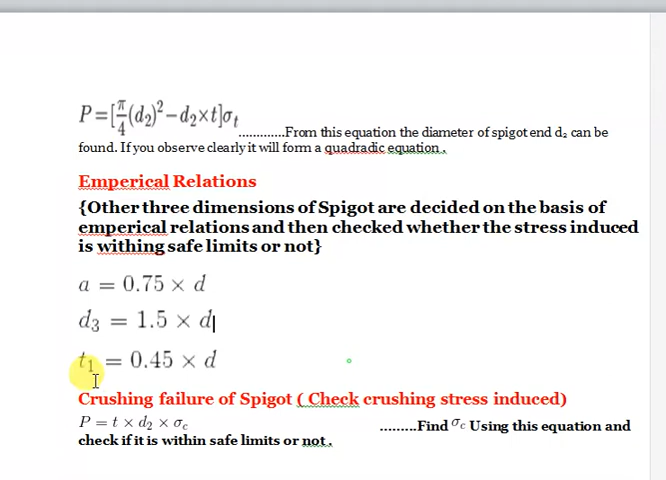 P=[π/4(d₂)²−d₂×t]σₜ.............From this equation the diameter of spigot end d₂ can be
found. If you observe clearly it will form a quadradic equation .
Emperical Relations
{Other three dimensions of Spigot are decided on the basis of
emperical relations and then checked whether the stress induced
is withing safe limits or not}
a = 0.75 × d
d₃ = 1.5 × d
t₁ = 0.45 × d
Crushing failure of Spigot ( Check crushing stress induced)
P = t × d₂ × σ_c .........Find σ_c Using this equation and
check if it is within safe limits or not .